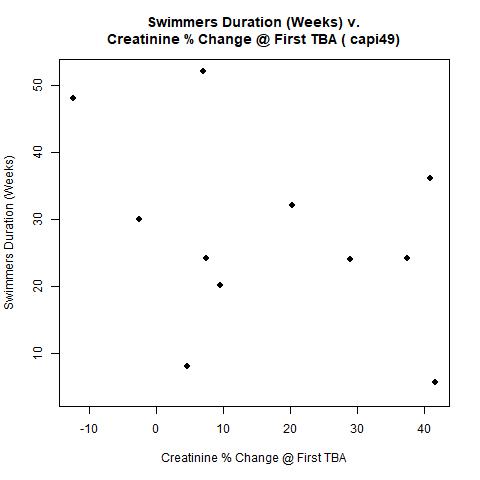 Swimmers Duration (Weeks) v.
Creatinine % Change @ First TBA ( capi49)
Swimmers Duration (Weeks)
50
40
30
20
10
-10 0 10 20 30 40
Creatinine % Change @ First TBA